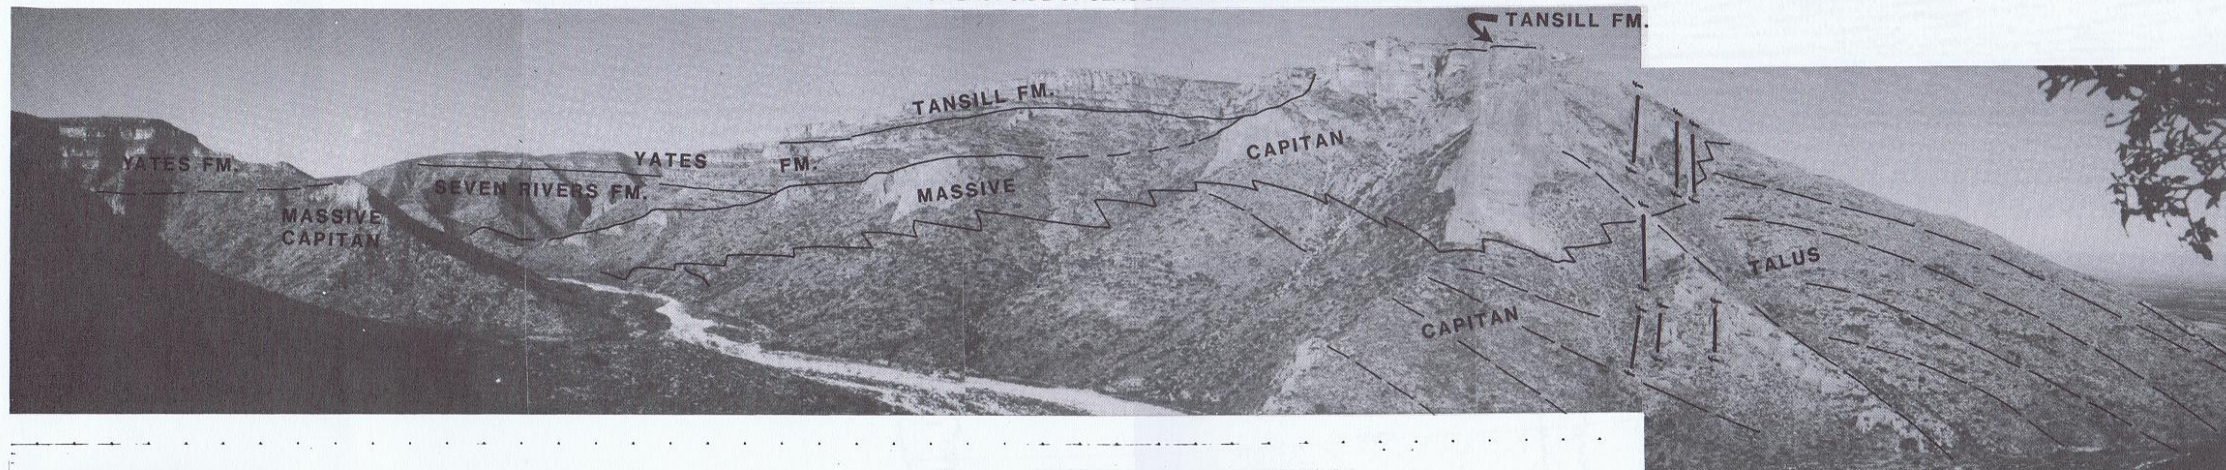 TANSILL FM.
TANSILL FM.
YATES FM.
YATES FM.
SEVEN RIVERS FM.
CAPITAN
MASSIVE
MASSIVE
CAPITAN
TALUS
CAPITAN